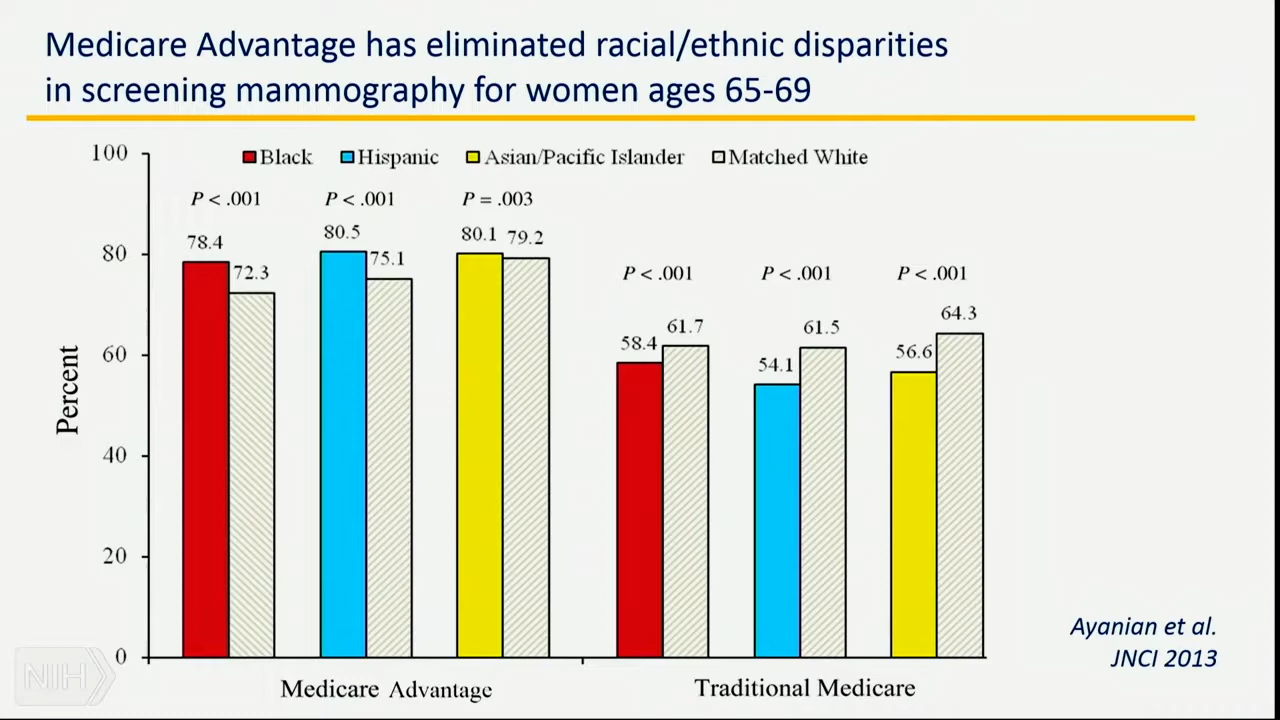 Medicare Advantage has eliminated racial/ethnic disparities
in screening mammography for women ages 65-69
100
Black Hispanic Asian/Pacific Islander Matched White
P < .001 P < .001 P = .003
78.4 72.3 80.5 75.1 80.1 79.2
P < .001 P < .001 P < .001
58.4 61.7 54.1 61.5 56.6 64.3
80
60
40
20
0
Percent
Medicare Advantage Traditional Medicare
Ayanian et al.
JNCI 2013
NIH